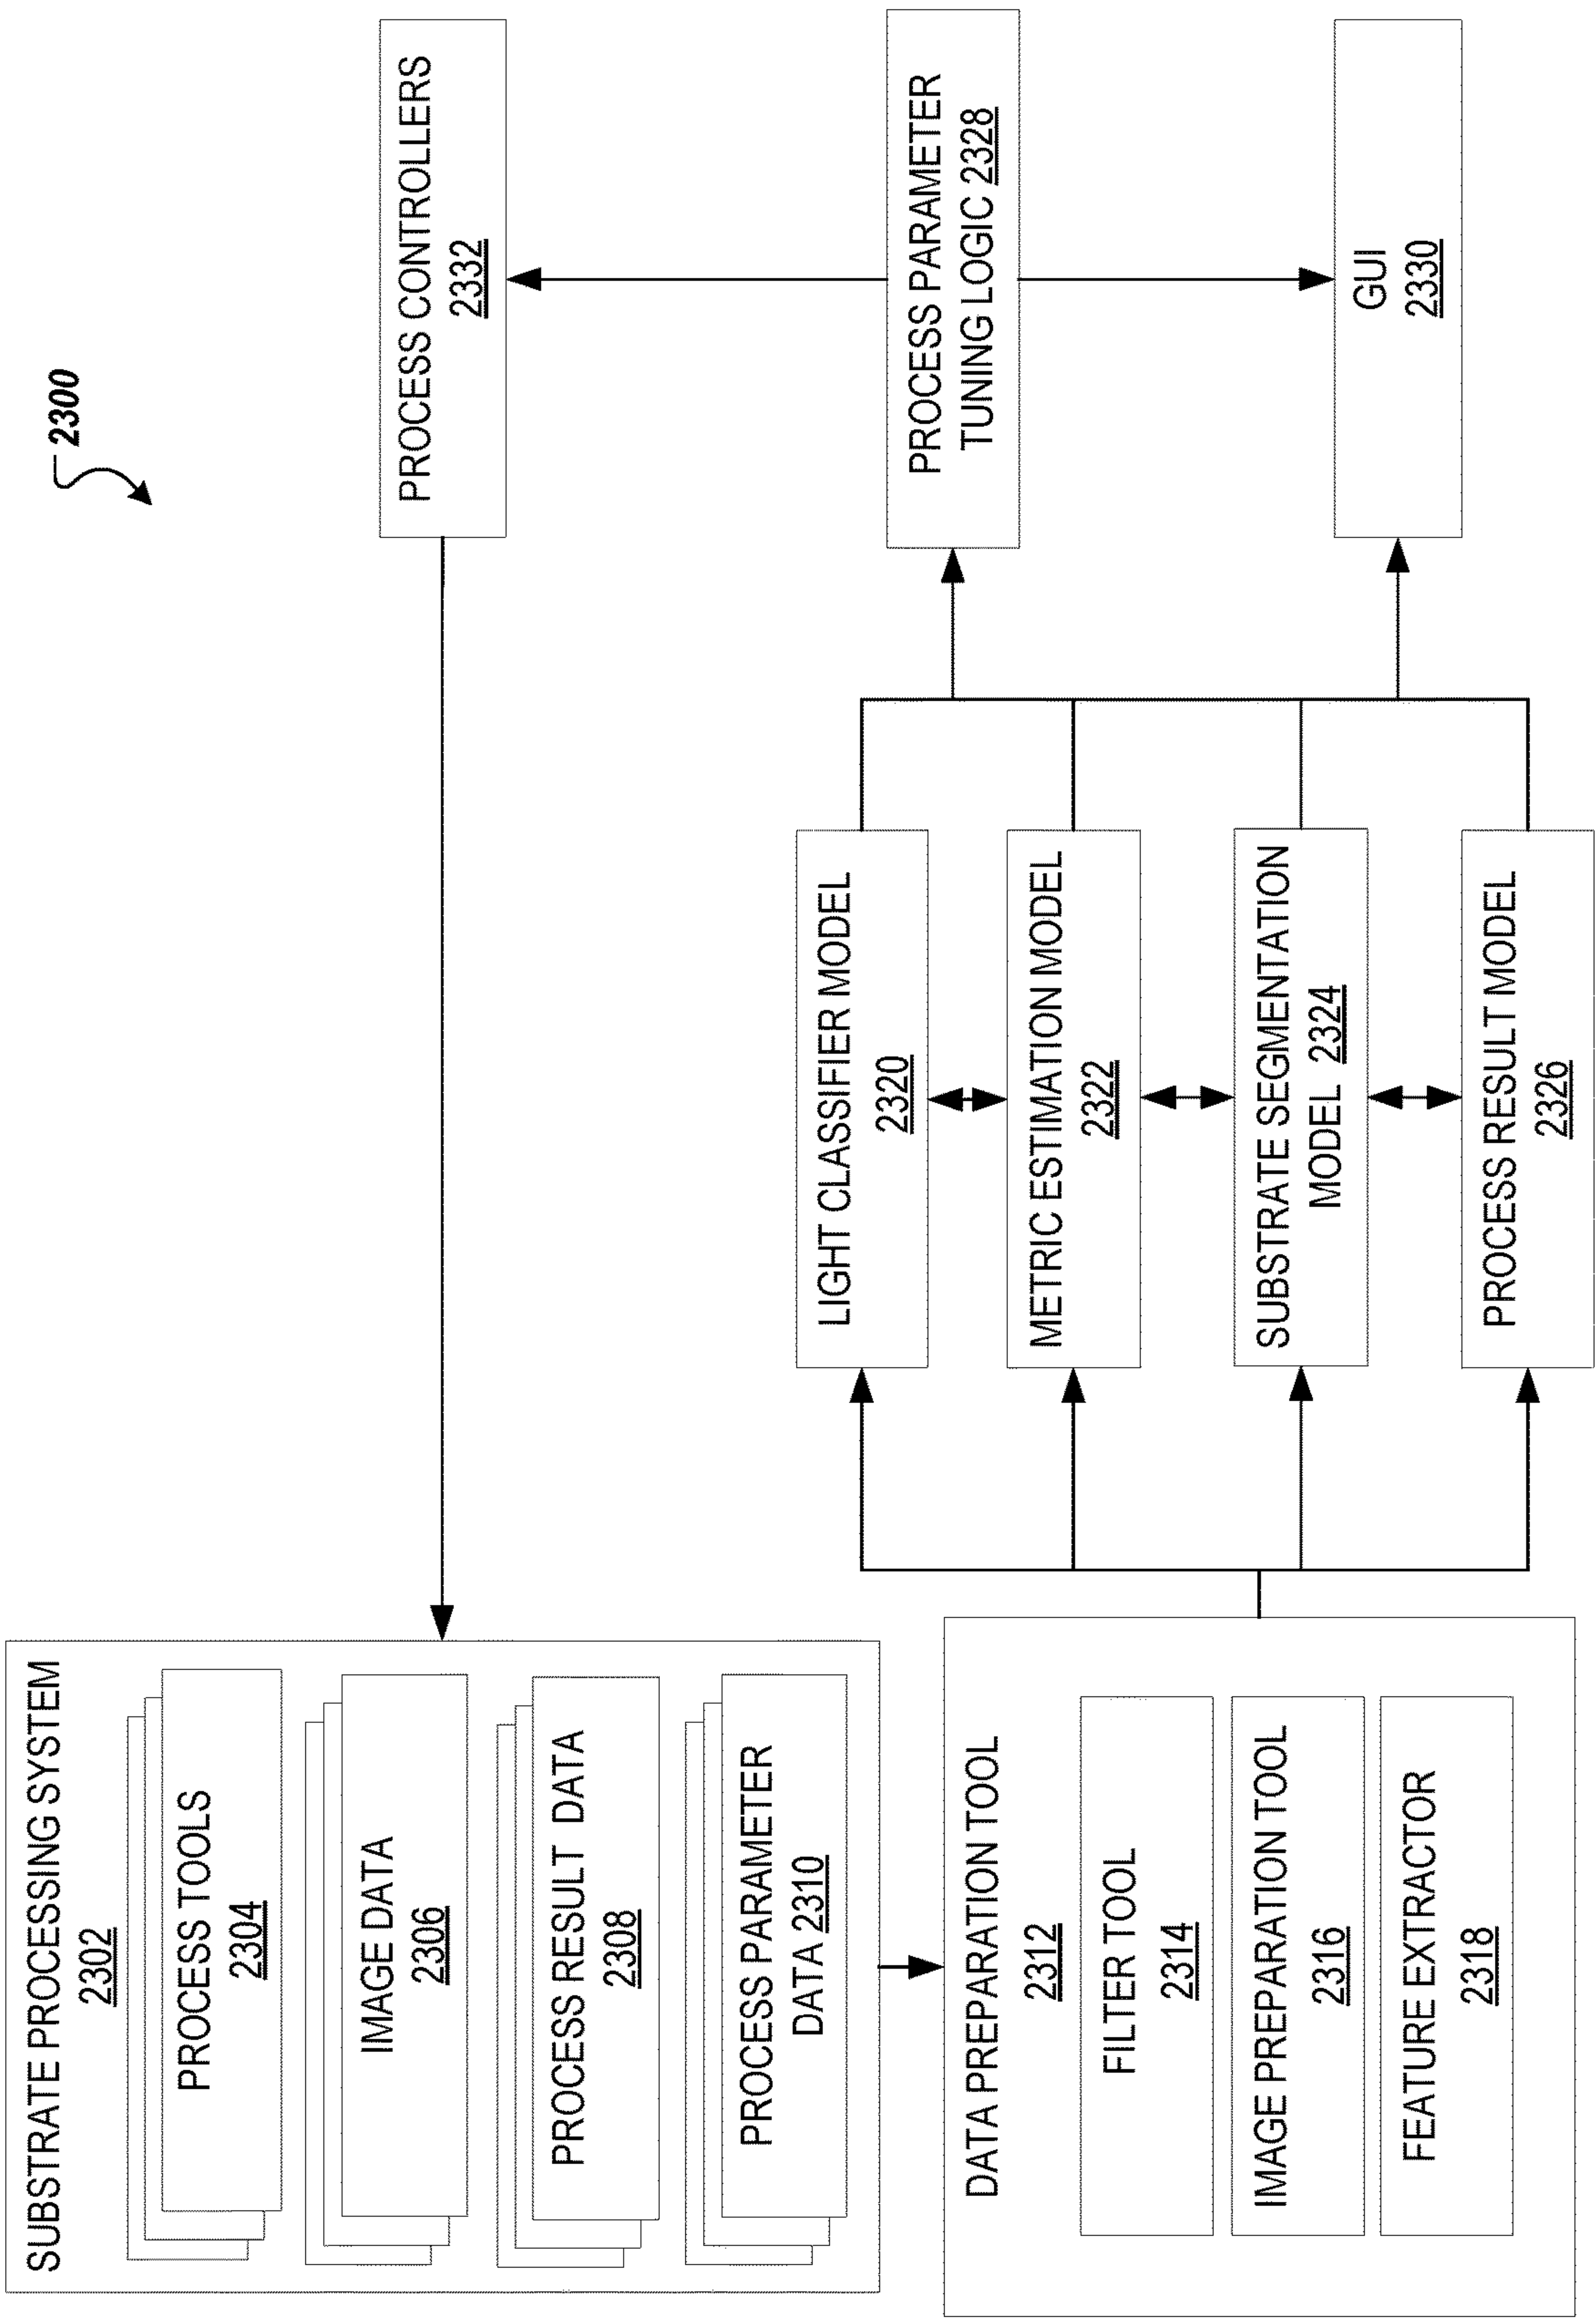 2300
SUBSTRATE PROCESSING SYSTEM
2302
PROCESS TOOLS
2304
IMAGE DATA
2306
PROCESS RESULT DATA
2308
PROCESS PARAMETER
DATA 2310
DATA PREPARATION TOOL
2312
FILTER TOOL
2314
IMAGE PREPARATION TOOL
2316
FEATURE EXTRACTOR
2318
LIGHT CLASSIFIER MODEL
2320
METRIC ESTIMATION MODEL
2322
SUBSTRATE SEGMENTATION
MODEL 2324
PROCESS RESULT MODEL
2326
PROCESS CONTROLLERS
2332
PROCESS PARAMETER
TUNING LOGIC 2328
GUI
2330